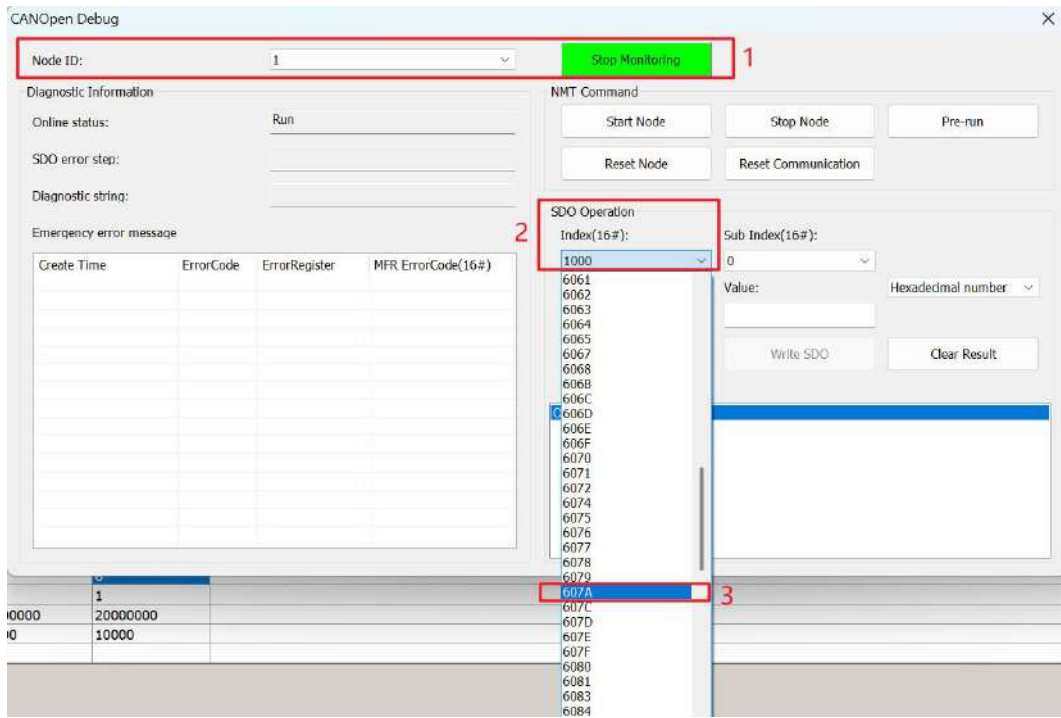 CANOpen Debug
Node ID:
1
Stop Monitoring
1
Diagnostic Information
Online status:
Run
SDO error step:
Diagnostic string:
Emergency error message
Create Time
ErrorCode
ErrorRegister
MFR ErrorCode(16#)
NMT Command
Start Node
Stop Node
Pre-run
Reset Node
Reset Communication
2
SDO Operation
Index(16#):
Sub Index(16#):
1000
0
Value:
Hexadecimal number
Write SDO
Clear Result
6061
6062
6063
6064
6065
6067
6068
606B
606C
606D
606E
606F
6070
6071
6072
6074
6075
6076
6077
6078
6079
607A
3
607C
607D
607E
607F
6080
6081
6083
6084
1
20000000
10000